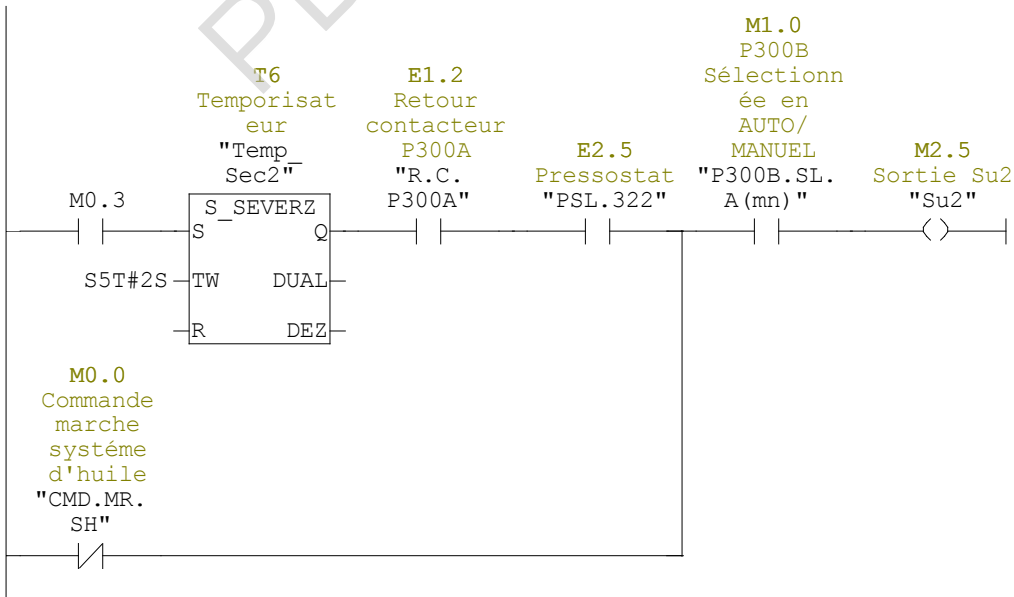 M1.0
P300B
Sélectionn
ée en
AUTO/
MANUEL
"P300B.SL.
A(mn)"
T6
Temporisat
eur
"Temp_
Sec2"
E1.2
Retour
contacteur
P300A
"R.C.
P300A"
E2.5
Pressostat
"PSL.322"
M2.5
Sortie Su2
"Su2"
M0.3
S_SEVERZ
S Q
S5T#2S TW DUAL
R DEZ
M0.0
Commande
marche
systéme
d'huile
"CMD.MR.
SH"